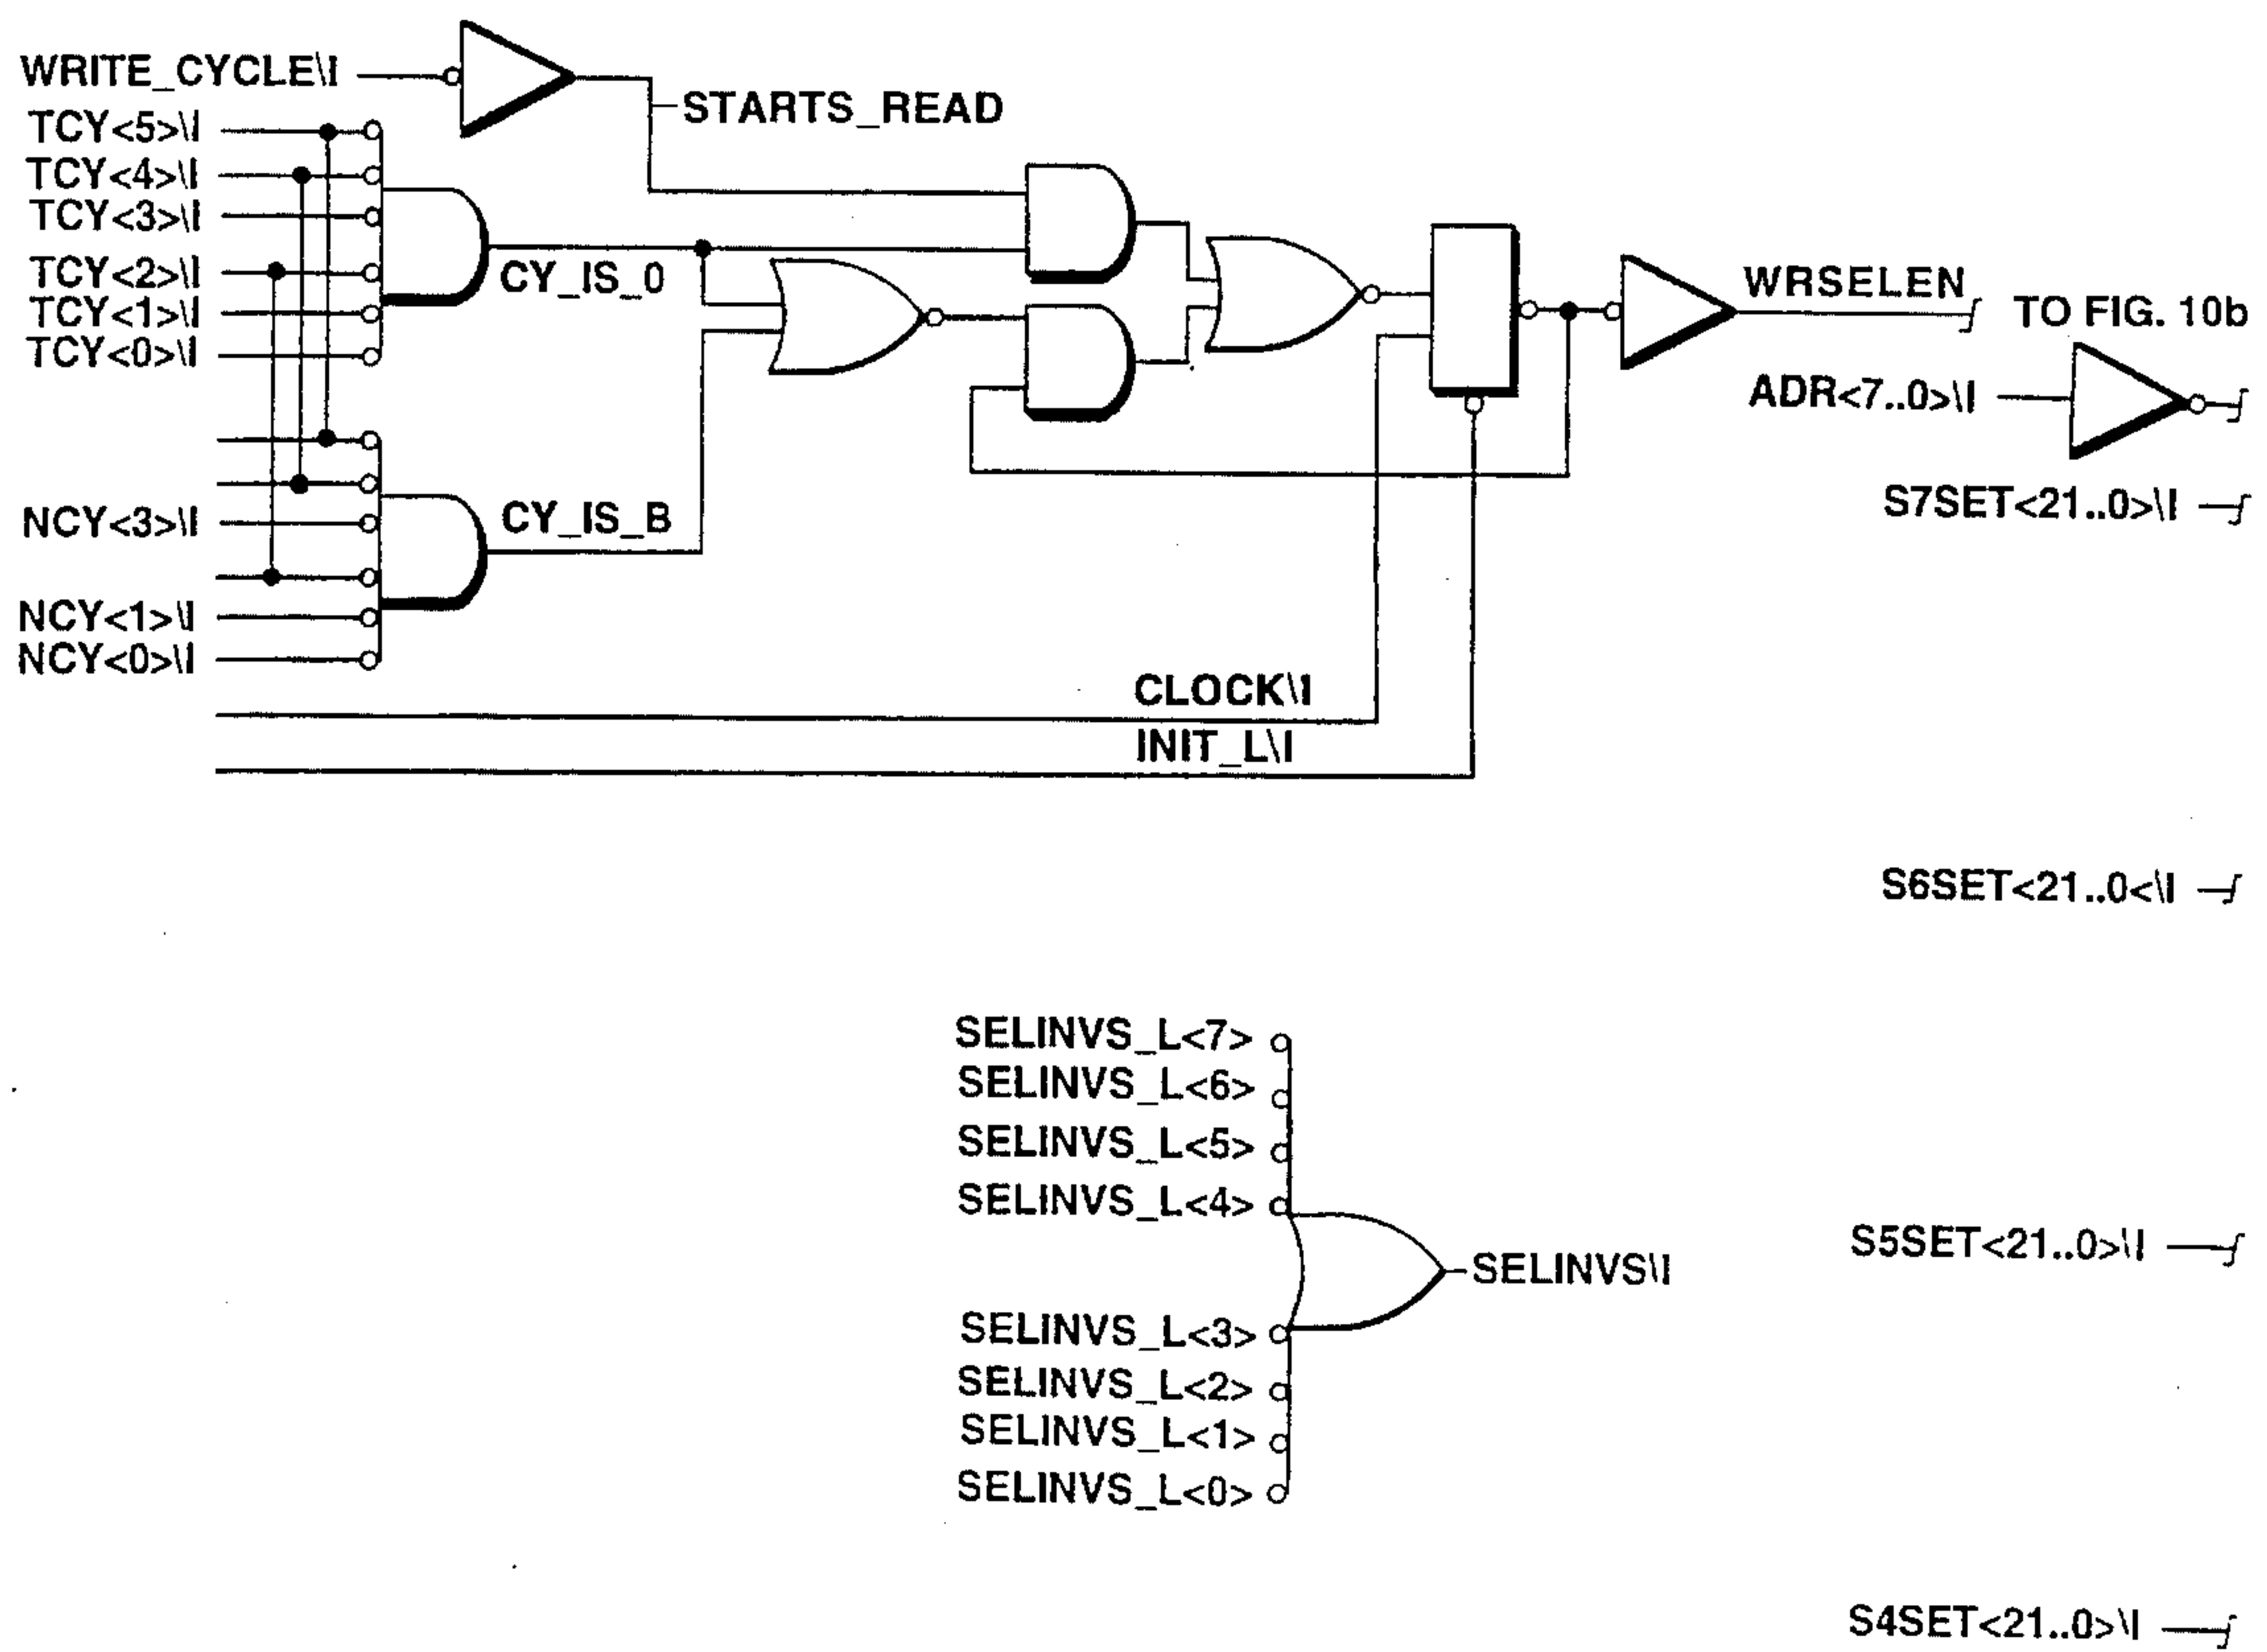 WRITE_CYCLE\I
STARTS_READ
TCY<5>\I
TCY<4>\I
TCY<3>\I
TCY<2>\I
TCY<1>\I
TCY<0>\I
CY_IS_0
WRSELEN
TO FIG. 10b
ADR<7..0>\I
S7SET<21..0>\I
NCY<3>\I
CY_IS_B
NCY<1>\I
NCY<0>\I
CLOCK\I
INIT_L\I
S6SET<21..0<\I
SELINVS_L<7>
SELINVS_L<6>
SELINVS_L<5>
SELINVS_L<4>
SELINVS\I
S5SET<21..0>\I
SELINVS_L<3>
SELINVS_L<2>
SELINVS_L<1>
SELINVS_L<0>
S4SET<21..0>\I